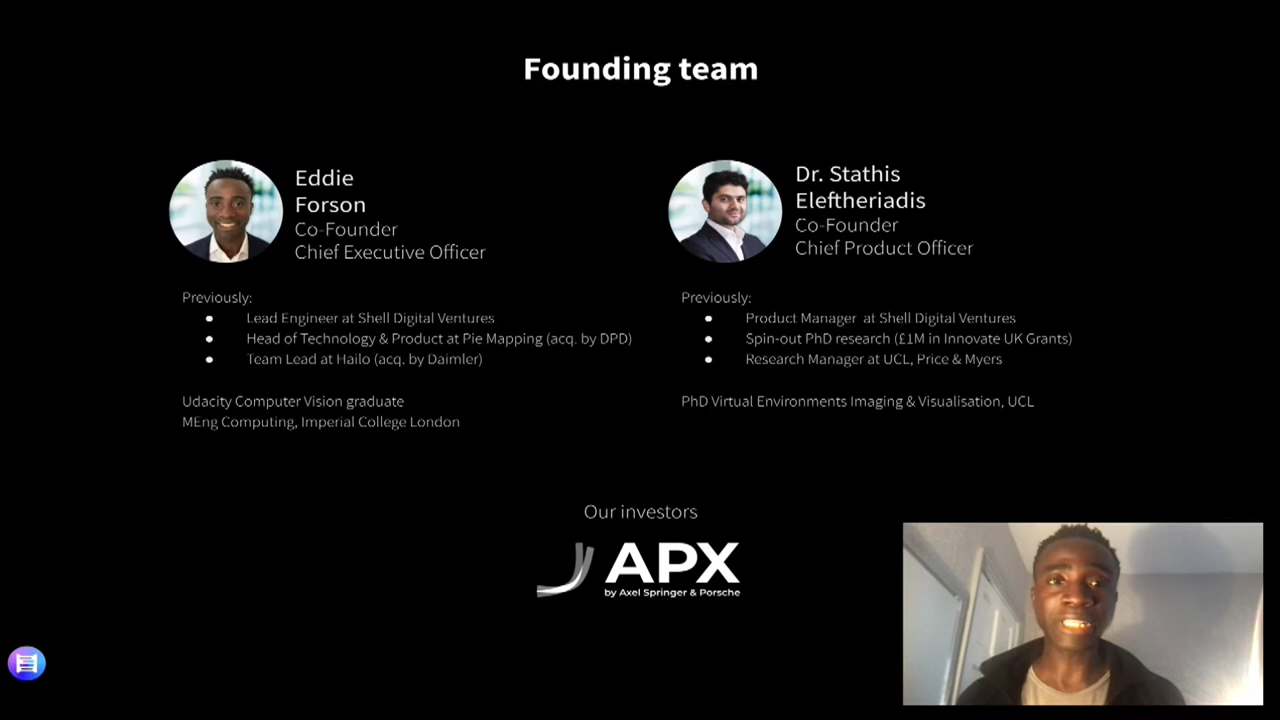 Founding team
Eddie
Forson
Co-Founder
Chief Executive Officer
Previously:
● Lead Engineer at Shell Digital Ventures
● Head of Technology & Product at Pie Mapping (acq. by DPD)
● Team Lead at Hailo (acq. by Daimler)
Udacity Computer Vision graduate
MEng Computing, Imperial College London
Dr. Stathis
Eleftheriadis
Co-Founder
Chief Product Officer
Previously:
● Product Manager at Shell Digital Ventures
● Spin-out PhD research (£1M in Innovate UK Grants)
● Research Manager at UCL, Price & Myers
PhD Virtual Environments Imaging & Visualisation, UCL
Our investors
APX
by Axel Springer & Porsche